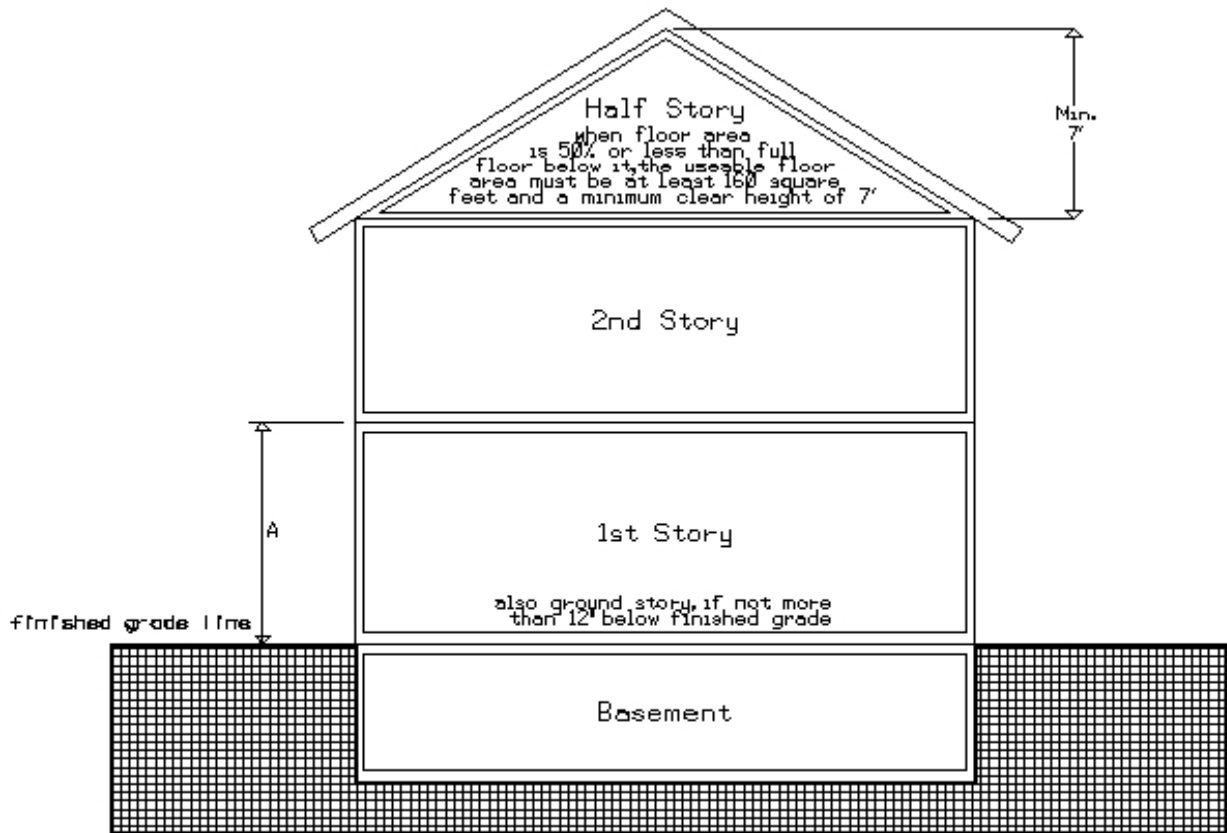 Half Story
when floor area
is 50% or less than full
floor below it, the useable floor
area must be at least 160 square
feet and a minimum clear height of 7'
Min.
7'
2nd Story
A
1st Story
also ground story, if not more
than 12" below finished grade
finished grade line
Basement